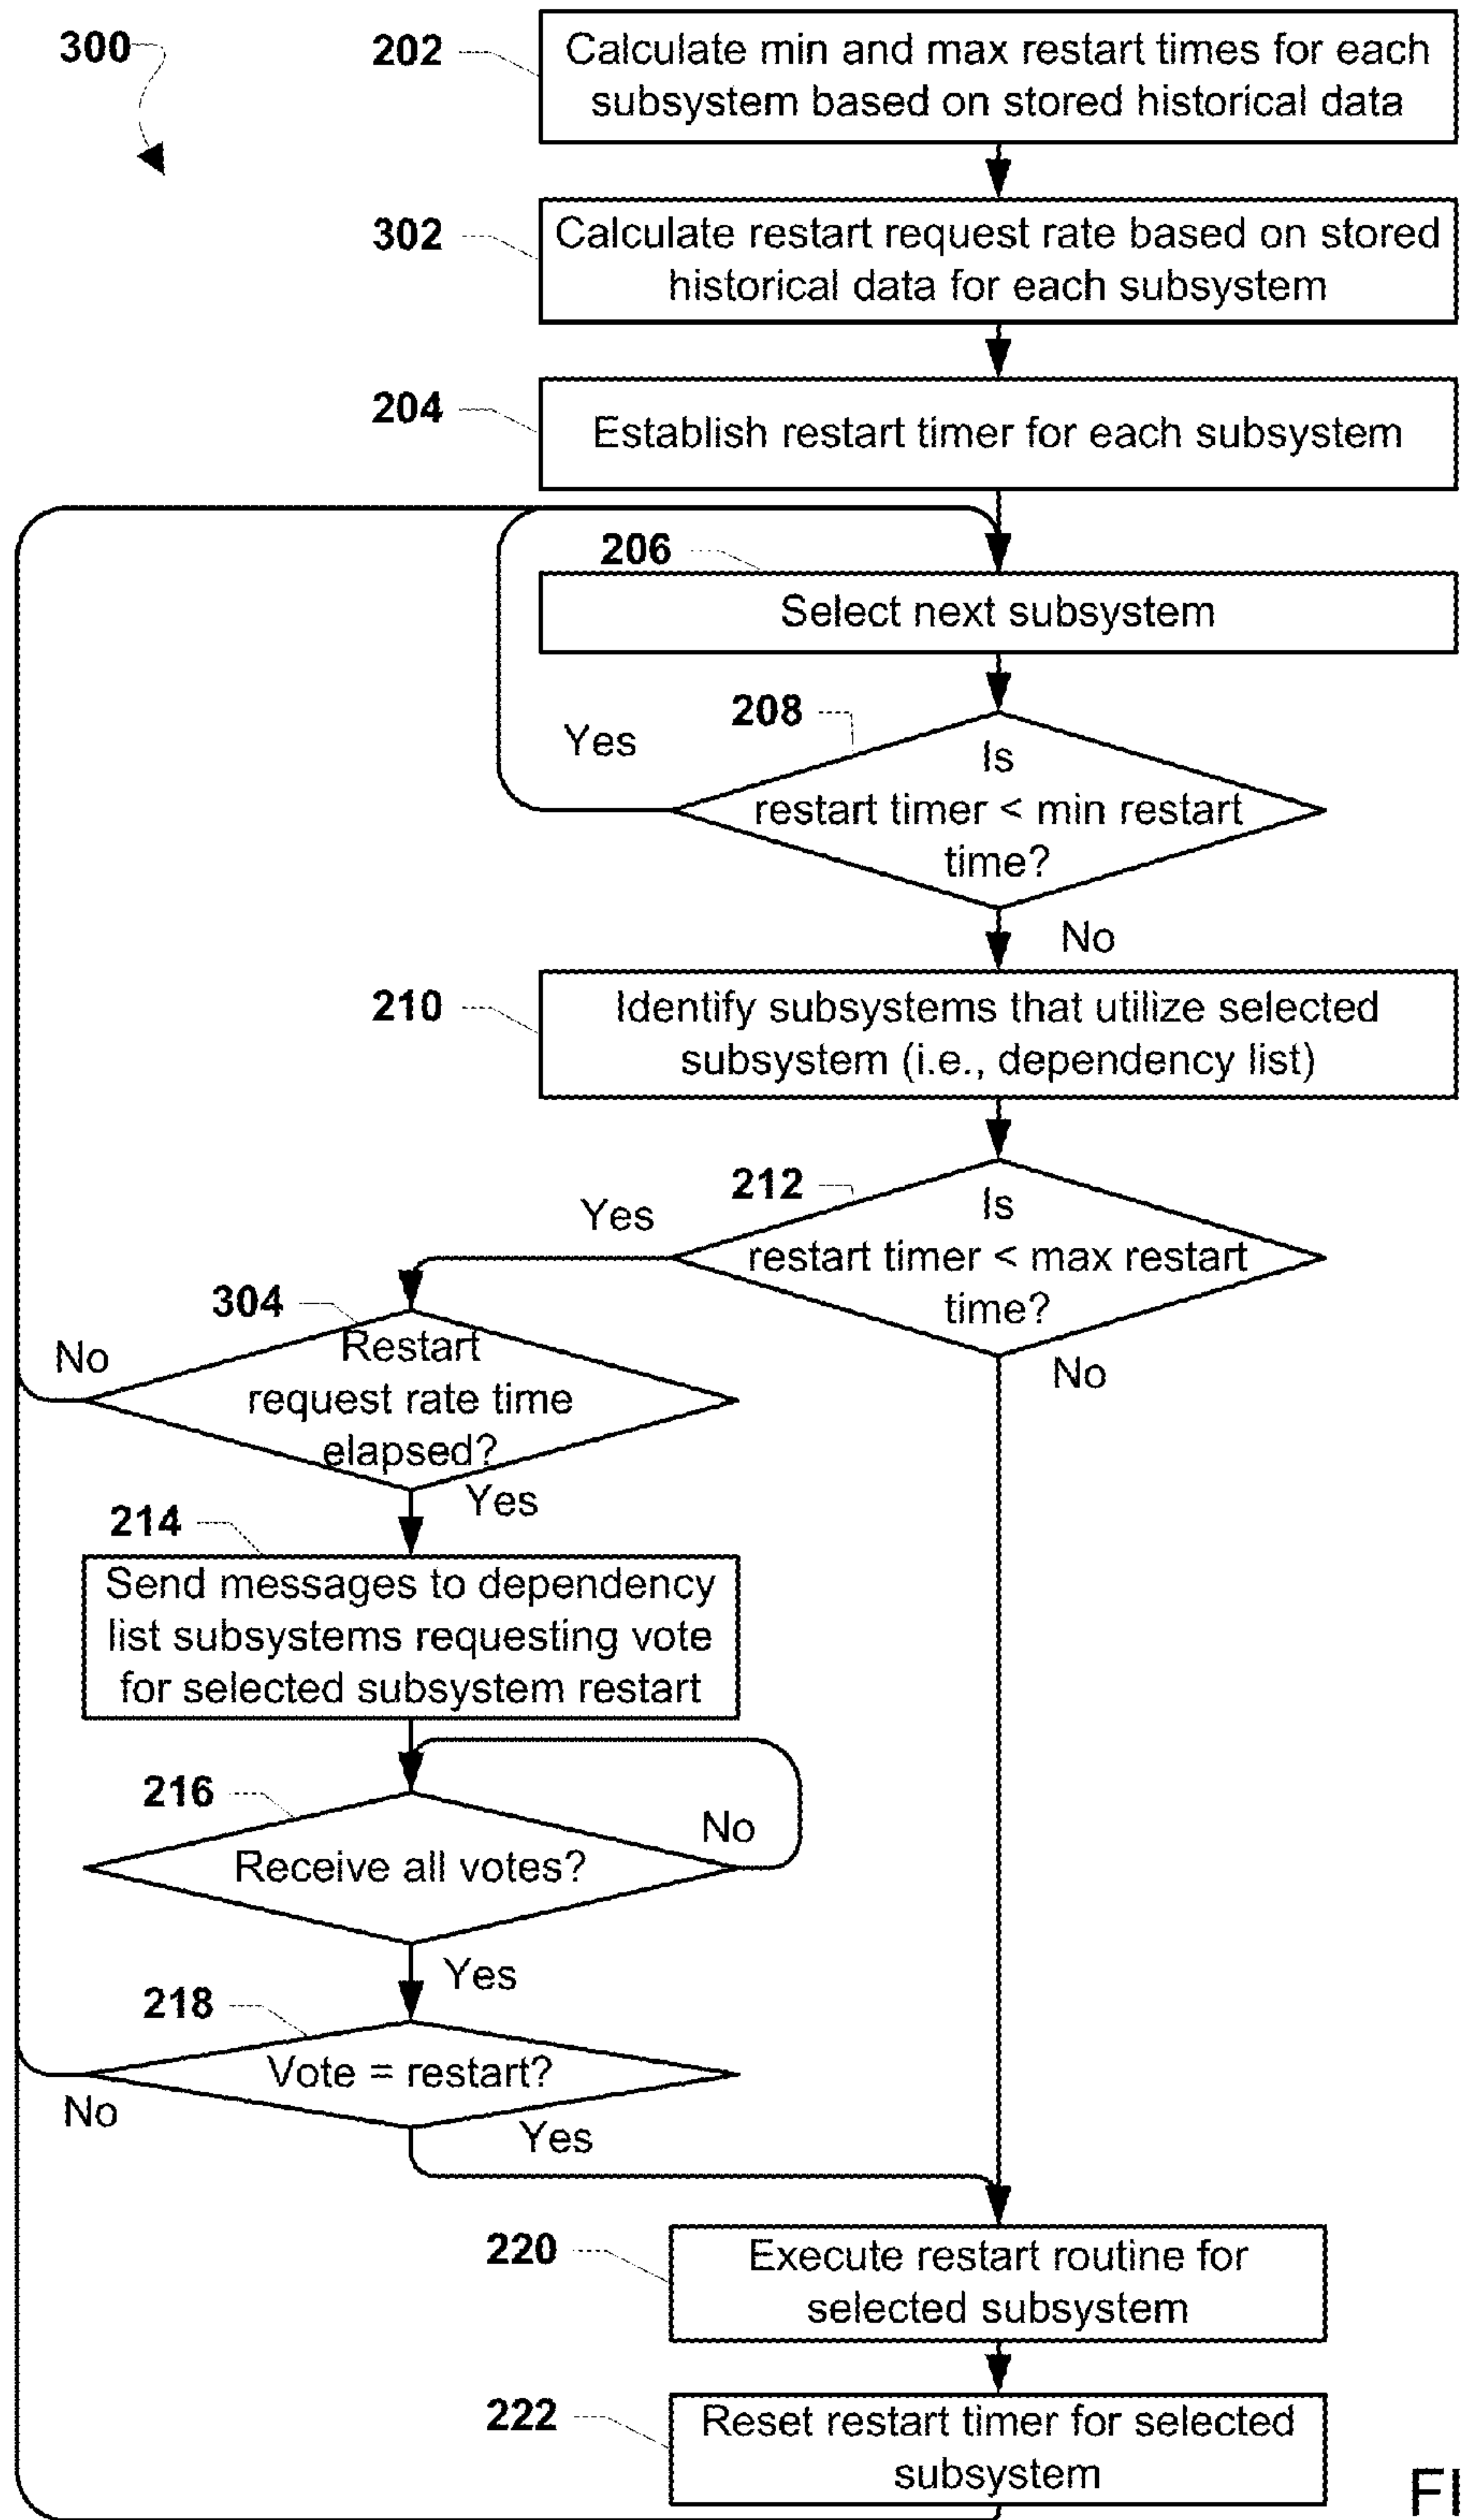 300
202
Calculate min and max restart times for each
subsystem based on stored historical data
302
Calculate restart request rate based on stored
historical data for each subsystem
204
Establish restart timer for each subsystem
206
Select next subsystem
208
Yes
Is
restart timer < min restart
time?
No
210
Identify subsystems that utilize selected
subsystem (i.e., dependency list)
212
Yes
Is
restart timer < max restart
time?
No
304
No
Restart
request rate time
elapsed?
Yes
214
Send messages to dependency
list subsystems requesting vote
for selected subsystem restart
216
No
Receive all votes?
Yes
218
Vote = restart?
No
Yes
220
Execute restart routine for
selected subsystem
222
Reset restart timer for selected
subsystem
FI